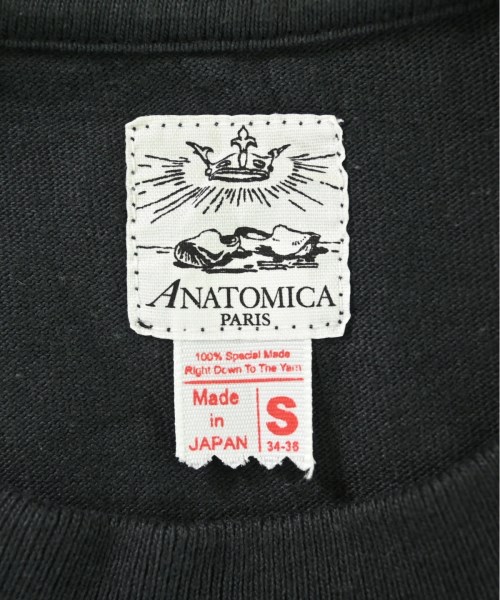 ANATOMICA
PARIS
100% Special Made
Right Down To The Yarn
Made
in
JAPAN
S
34-36